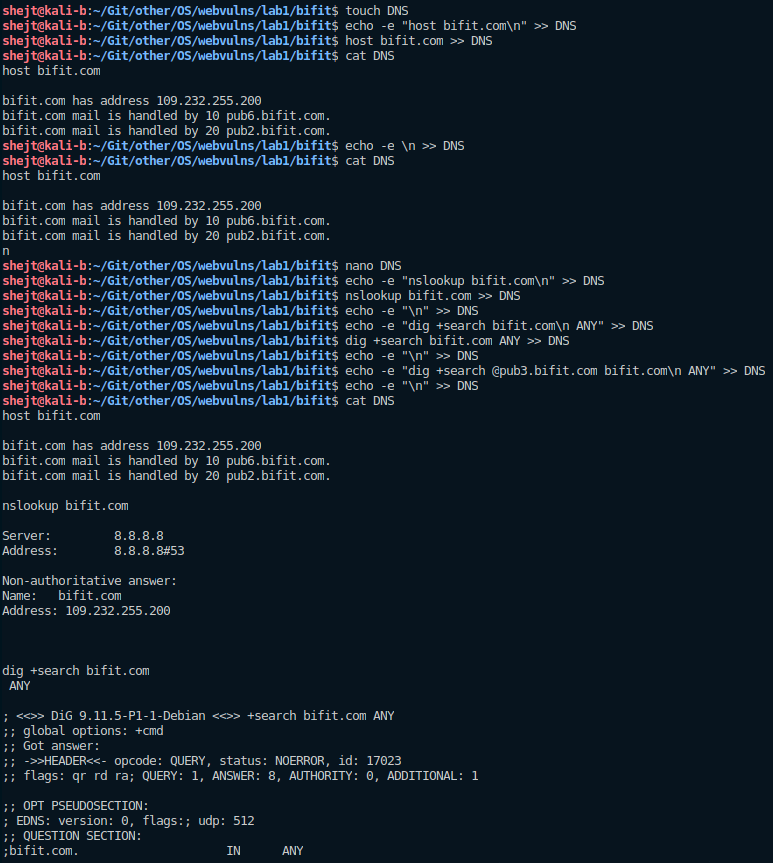 shejt@kali-b:~/Git/other/OS/webvulns/lab1/bifit$ touch DNS
shejt@kali-b:~/Git/other/OS/webvulns/lab1/bifit$ echo -e "host bifit.com\n" >> DNS
shejt@kali-b:~/Git/other/OS/webvulns/lab1/bifit$ host bifit.com >> DNS
shejt@kali-b:~/Git/other/OS/webvulns/lab1/bifit$ cat DNS
host bifit.com

bifit.com has address 109.232.255.200
bifit.com mail is handled by 10 pub6.bifit.com.
bifit.com mail is handled by 20 pub2.bifit.com.
shejt@kali-b:~/Git/other/OS/webvulns/lab1/bifit$ echo -e \n >> DNS
shejt@kali-b:~/Git/other/OS/webvulns/lab1/bifit$ cat DNS
host bifit.com

bifit.com has address 109.232.255.200
bifit.com mail is handled by 10 pub6.bifit.com.
bifit.com mail is handled by 20 pub2.bifit.com.
n
shejt@kali-b:~/Git/other/OS/webvulns/lab1/bifit$ nano DNS
shejt@kali-b:~/Git/other/OS/webvulns/lab1/bifit$ echo -e "nslookup bifit.com\n" >> DNS
shejt@kali-b:~/Git/other/OS/webvulns/lab1/bifit$ nslookup bifit.com >> DNS
shejt@kali-b:~/Git/other/OS/webvulns/lab1/bifit$ echo -e "\n" >> DNS
shejt@kali-b:~/Git/other/OS/webvulns/lab1/bifit$ echo -e "dig +search bifit.com\n ANY" >> DNS
shejt@kali-b:~/Git/other/OS/webvulns/lab1/bifit$ dig +search bifit.com ANY >> DNS
shejt@kali-b:~/Git/other/OS/webvulns/lab1/bifit$ echo -e "\n" >> DNS
shejt@kali-b:~/Git/other/OS/webvulns/lab1/bifit$ echo -e "dig +search @pub3.bifit.com bifit.com\n ANY" >> DNS
shejt@kali-b:~/Git/other/OS/webvulns/lab1/bifit$ echo -e "\n" >> DNS
shejt@kali-b:~/Git/other/OS/webvulns/lab1/bifit$ cat DNS
host bifit.com

bifit.com has address 109.232.255.200
bifit.com mail is handled by 10 pub6.bifit.com.
bifit.com mail is handled by 20 pub2.bifit.com.

nslookup bifit.com

Server:         8.8.8.8
Address:        8.8.8.8#53

Non-authoritative answer:
Name:   bifit.com
Address: 109.232.255.200

dig +search bifit.com
 ANY

; <<>> DiG 9.11.5-P1-1-Debian <<>> +search bifit.com ANY
;; global options: +cmd
;; Got answer:
;; ->>HEADER<<- opcode: QUERY, status: NOERROR, id: 17023
;; flags: qr rd ra; QUERY: 1, ANSWER: 8, AUTHORITY: 0, ADDITIONAL: 1

;; OPT PSEUDOSECTION:
; EDNS: version: 0, flags:; udp: 512
;; QUESTION SECTION:
;bifit.com.                     IN      ANY